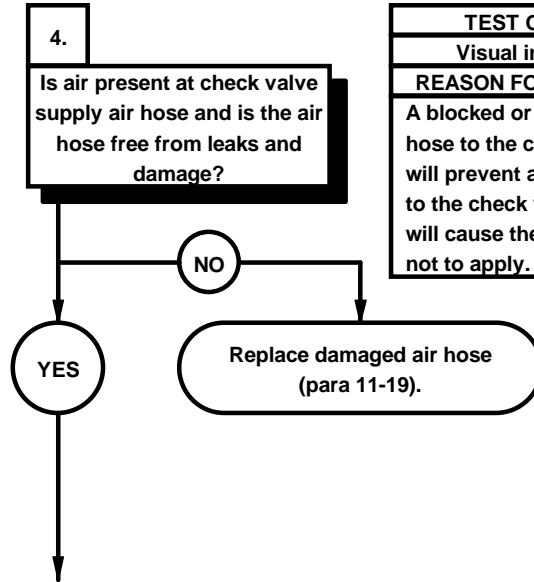 4.
Is air present at check valve
supply air hose and is the air
hose free from leaks and
damage?
NO
YES
Replace damaged air hose
(para 11-19).
TEST
Visual
REASON
A blocked or
hose to the
will prevent
to the check
will cause the
not to apply.